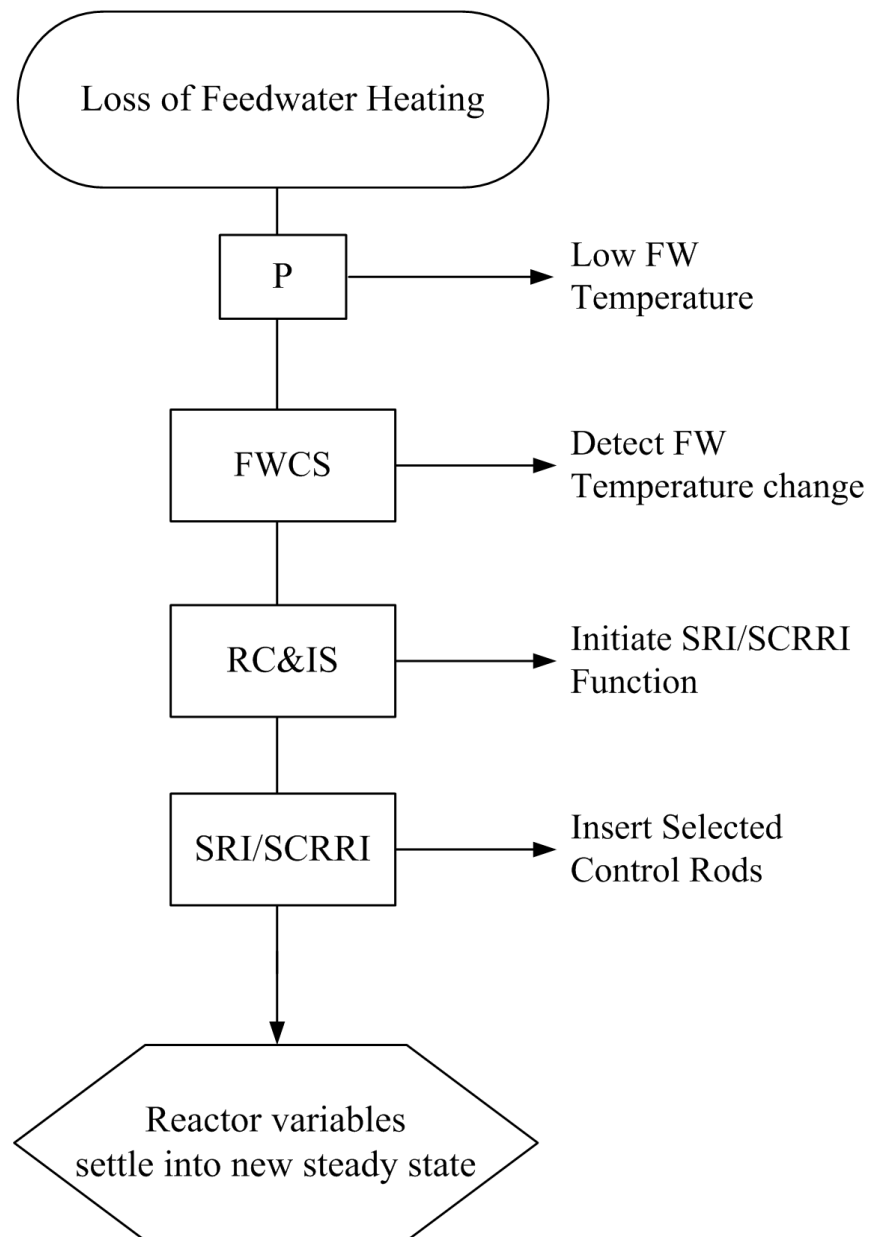 Loss of Feedwater Heating
P
Low FW
Temperature
FWCS
Detect FW
Temperature change
RC&IS
Initiate SRI/SCRRI
Function
SRI/SCRRI
Insert Selected
Control Rods
Reactor variables
settle into new steady state